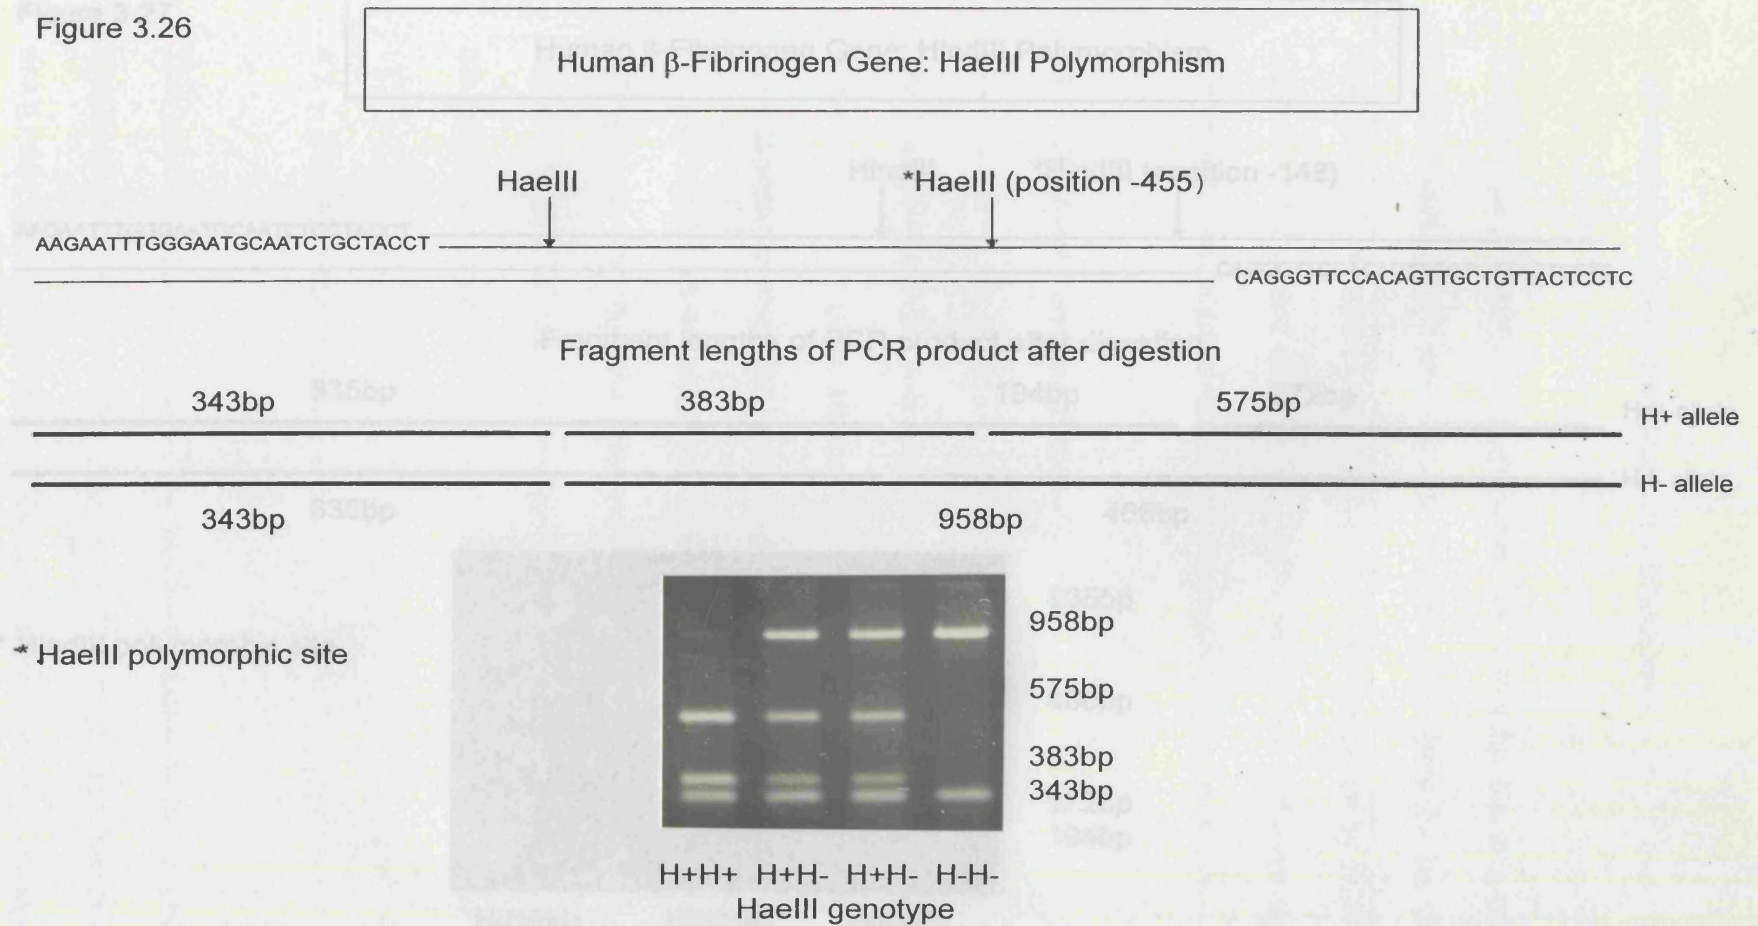 Figure 3.26
Human β-Fibrinogen Gene: HaeIII Polymorphism
HaeIII
*HaeIII (position -455)
AAGAATTTGGGAATGCAATCTGCTACCT
CAGGGTTCCACAGTTGCTGTTACTCCTC
Fragment lengths of PCR product after digestion
343bp 383bp 575bp
H+ allele
H- allele
343bp 958bp
958bp
* HaeIII polymorphic site
575bp
383bp
343bp
H+H+ H+H- H+H- H-H-
HaeIII genotype